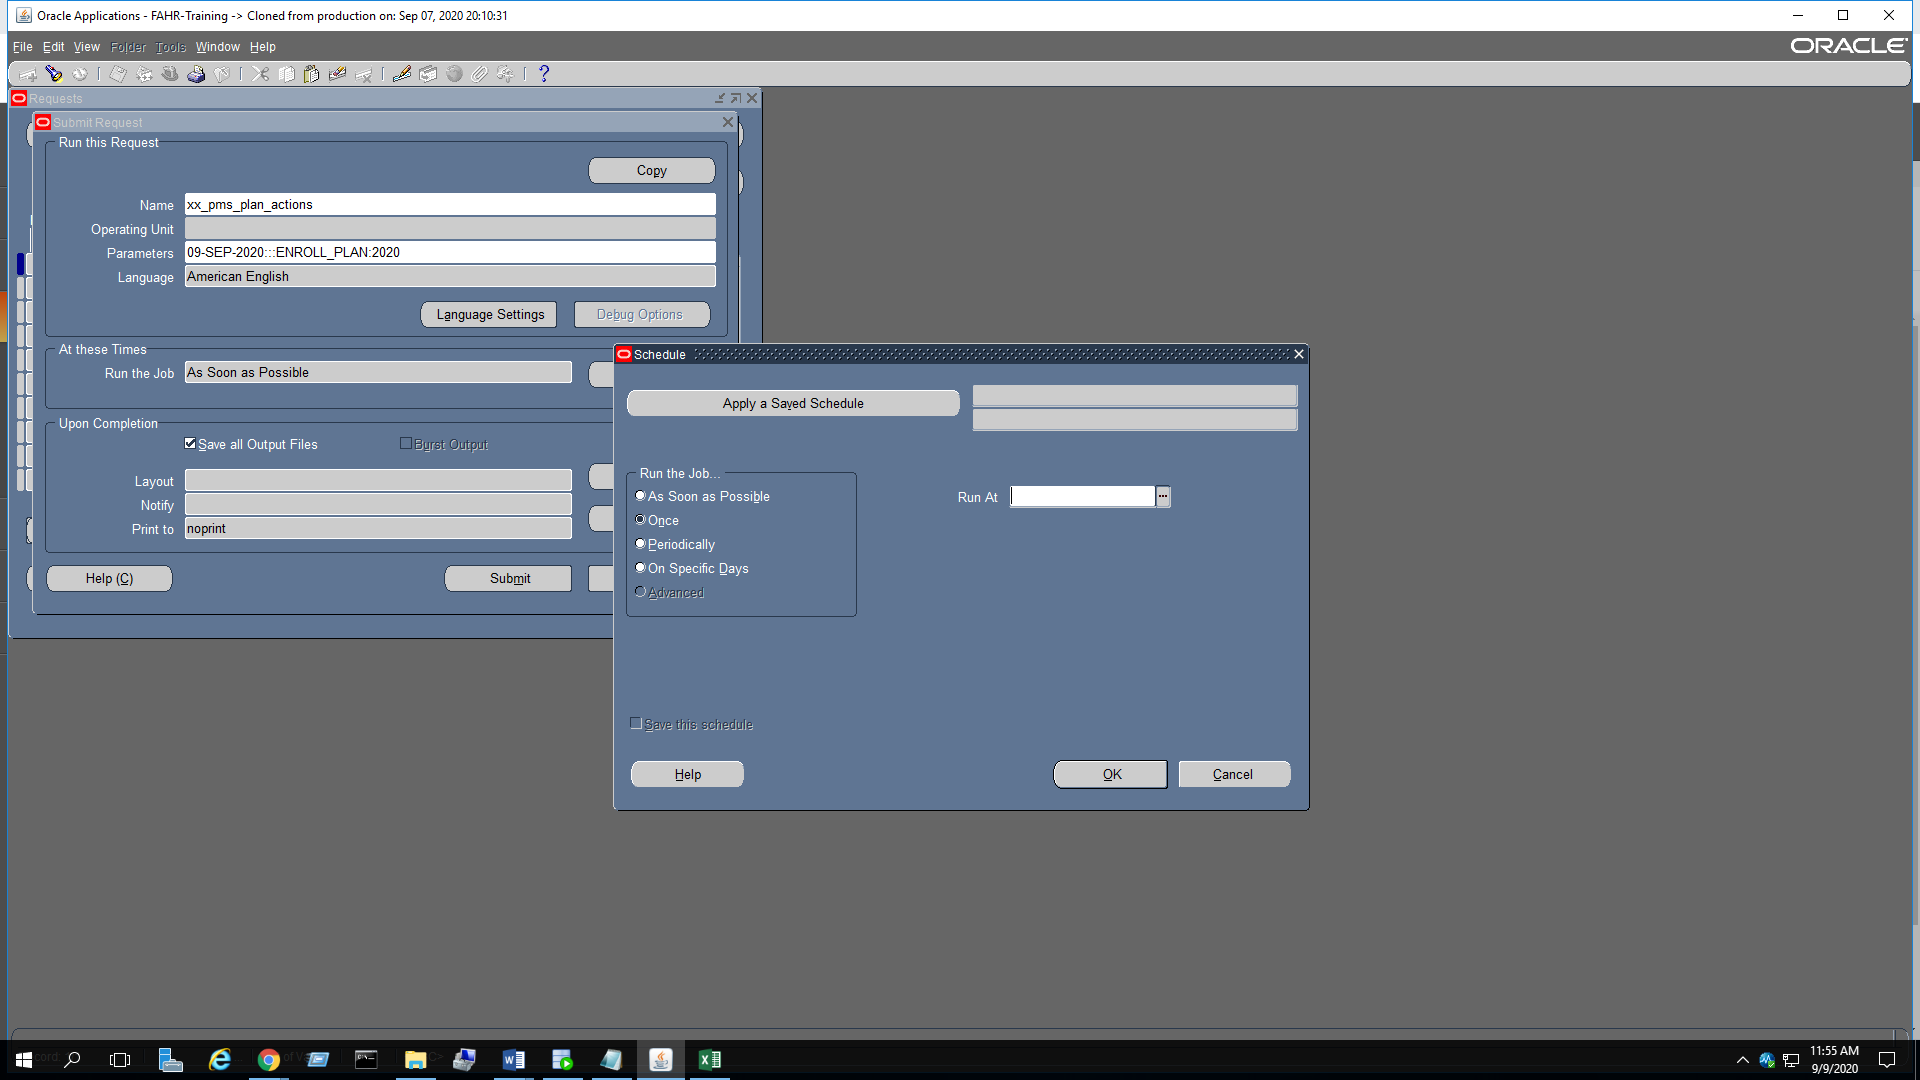 Oracle Applications - FAHR-Training -> Cloned from production on: Sep 07, 2020 20:10:31
File Edit View Folder Tools Window Help
ORACLE
Requests
Submit Request
Run this Request
Copy
Name xx_pms_plan_actions
Operating Unit
Parameters 09-SEP-2020:::ENROLL_PLAN:2020
Language American English
Language Settings Debug Options
At these Times
Run the Job As Soon as Possible
Upon Completion
Save all Output Files Burst Output
Layout
Notify
Print to noprint
Help (C) Submit
Schedule
Apply a Saved Schedule
Run the Job...
As Soon as Possible
Once
Periodically
On Specific Days
Advanced
Run At
Save this schedule
Help OK Cancel
11:55 AM
9/9/2020